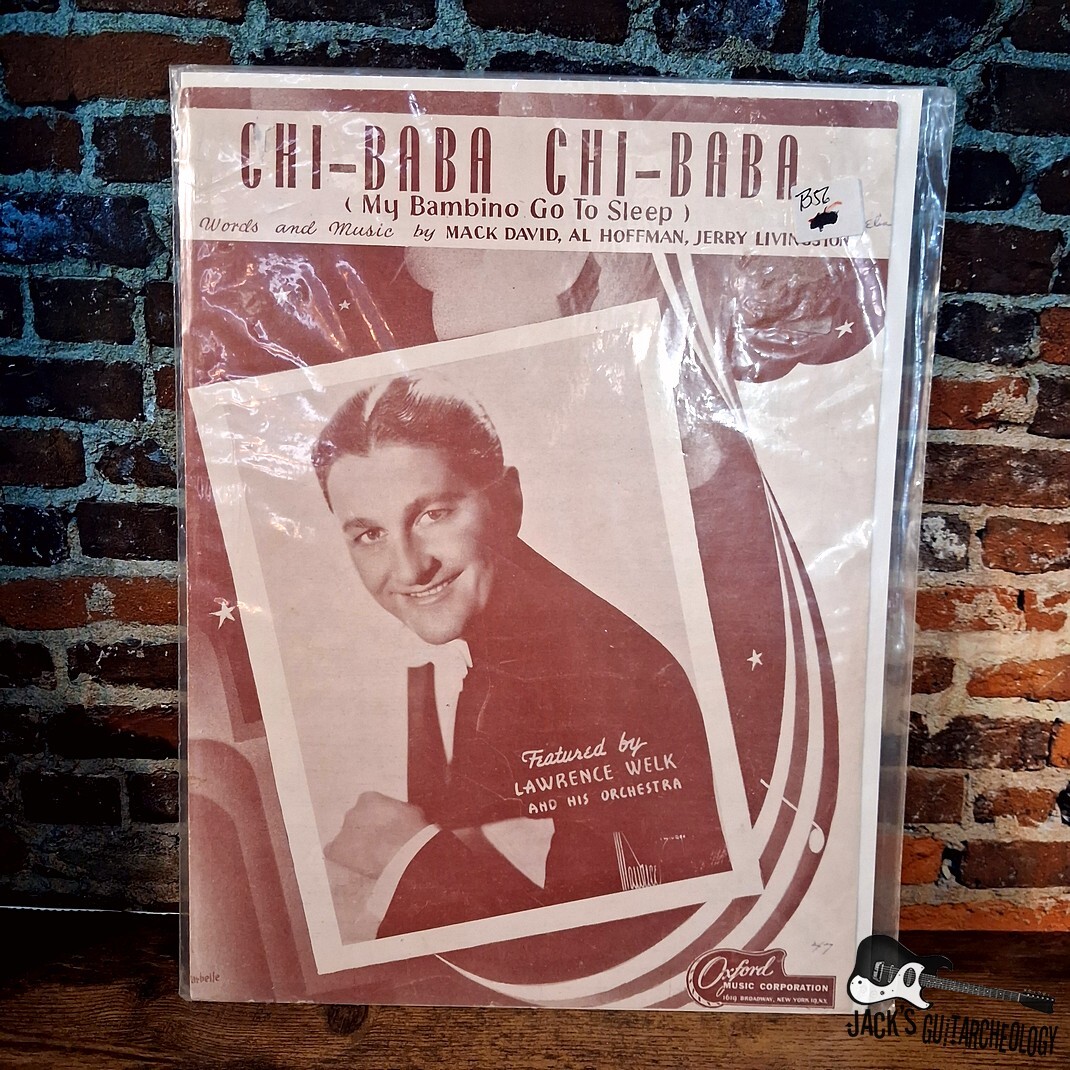 CHI-BABA CHI-BABA
( My Bambino Go To Sleep )
B56
Words and Music by MACK DAVID, AL HOFFMAN, JERRY LIVINGSTON
Featured by
LAWRENCE WELK
AND HIS ORCHESTRA
Maurice
Oxford
MUSIC CORPORATION
1619 BROADWAY, NEW YORK 19, N.Y.
JACK'S GUITARCHEOLOGY